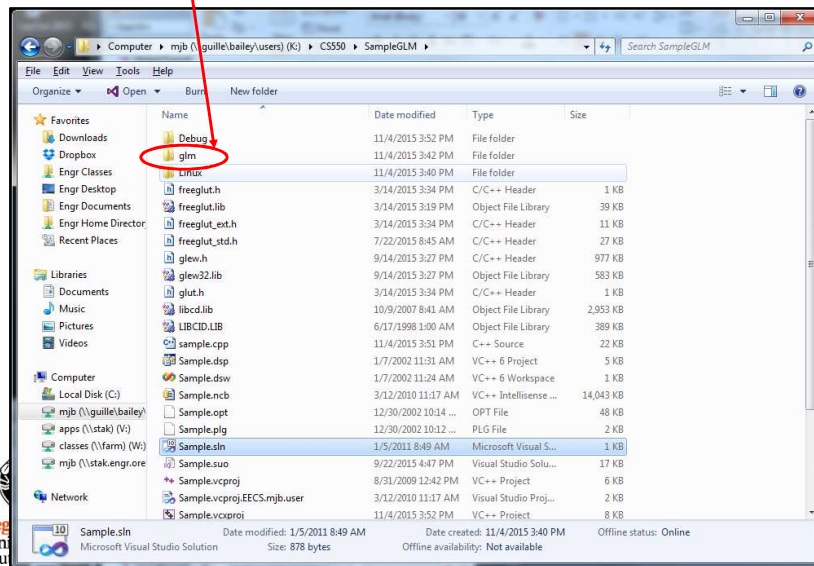 Computer ▸ mjb (\\guille\bailey\users) (K:) ▸ CS550 ▸ SampleGLM ▸
Search SampleGLM
File Edit View Tools Help
Organize Open Burn New folder
Name Date modified Type Size
Favorites
Downloads
Dropbox
Engr Classes
Engr Desktop
Engr Documents
Engr Home Director
Recent Places
Libraries
Documents
Music
Pictures
Videos
Computer
Local Disk (C:)
mjb (\\guille\bailey\
apps (\\stak) (V:)
classes (\\farm) (W:)
mjb (\\stak.engr.ore
Network
Debug 11/4/2015 3:52 PM File folder
glm 11/4/2015 3:42 PM File folder
Linux 11/4/2015 3:40 PM File folder
freeglut.h 3/14/2015 3:34 PM C/C++ Header 1 KB
freeglut.lib 3/14/2015 3:19 PM Object File Library 39 KB
freeglut_ext.h 3/14/2015 3:34 PM C/C++ Header 11 KB
freeglut_std.h 7/22/2015 8:45 AM C/C++ Header 27 KB
glew.h 9/14/2015 3:27 PM C/C++ Header 977 KB
glew32.lib 9/14/2015 3:27 PM Object File Library 583 KB
glut.h 3/14/2015 3:34 PM C/C++ Header 1 KB
libcd.lib 10/9/2007 8:41 AM Object File Library 2,953 KB
LIBCID.LIB 6/17/1998 1:00 AM Object File Library 389 KB
sample.cpp 11/4/2015 3:51 PM C++ Source 22 KB
Sample.dsp 1/7/2002 11:31 AM VC++ 6 Project 5 KB
Sample.dsw 1/7/2002 11:24 AM VC++ 6 Workspace 1 KB
Sample.ncb 3/12/2010 11:17 AM VC++ Intellisense ... 14,043 KB
Sample.opt 12/30/2002 10:14 ... OPT File 48 KB
Sample.plg 12/30/2002 10:12 ... PLG File 2 KB
Sample.sln 1/5/2011 8:49 AM Microsoft Visual S... 1 KB
Sample.suo 9/22/2015 4:47 PM Visual Studio Solu... 17 KB
Sample.vcproj 8/31/2009 12:42 PM VC++ Project 6 KB
Sample.vcproj.EECS.mjb.user 3/12/2010 11:17 AM Visual Studio Proj... 2 KB
Sample.vcxproj 11/4/2015 3:52 PM VC++ Project 8 KB
10 Sample.sln Date modified: 1/5/2011 8:49 AM Date created: 11/4/2015 3:40 PM Offline status: Online
Microsoft Visual Studio Solution Size: 878 bytes Offline availability: Not available